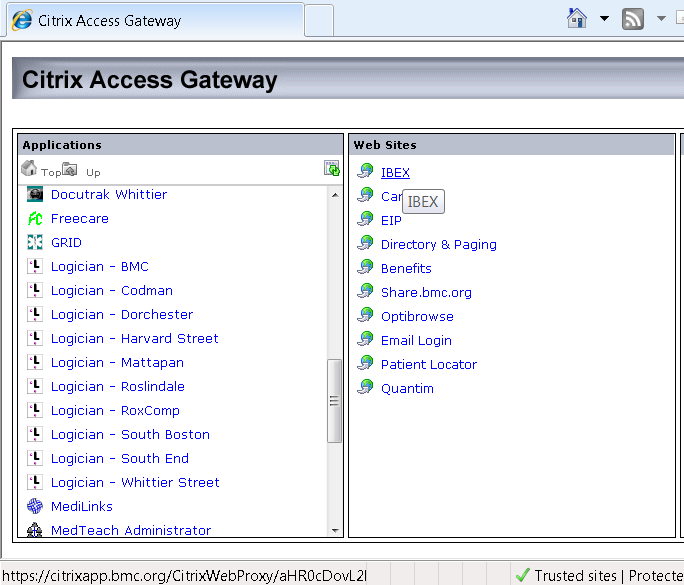 Citrix Access Gateway
Citrix Access Gateway
Applications
Top Up
Docutrak Whittier
Freecare
GRID
Logician - BMC
Logician - Codman
Logician - Dorchester
Logician - Harvard Street
Logician - Mattapan
Logician - Roslindale
Logician - RoxComp
Logician - South Boston
Logician - South End
Logician - Whittier Street
MediLinks
MedTeach Administrator
Web Sites
IBEX
Car
IBEX
EIP
Directory & Paging
Benefits
Share.bmc.org
Optibrowse
Email Login
Patient Locator
Quantim
https://citrixapp.bmc.org/CitrixWebProxy/aHR0cDovL2l
Trusted sites | Protecte